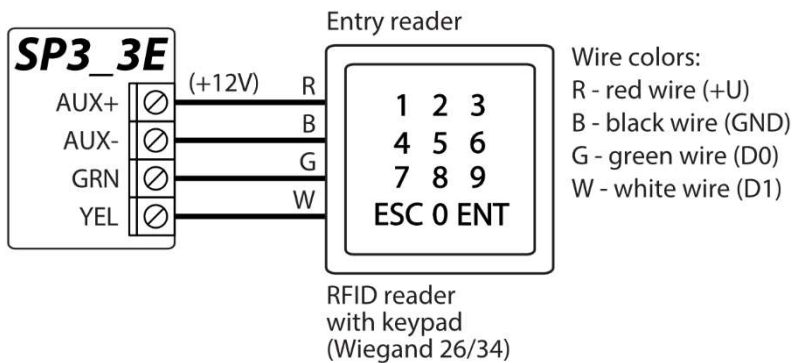 Entry reader
SP3_3E
(+12V)
R
AUX+
B
AUX-
G
GRN
W
YEL
1 2 3
4 5 6
7 8 9
ESC 0 ENT
Wire colors:
R - red wire (+U)
B - black wire (GND)
G - green wire (D0)
W - white wire (D1)
RFID reader
with keypad
(Wiegand 26/34)